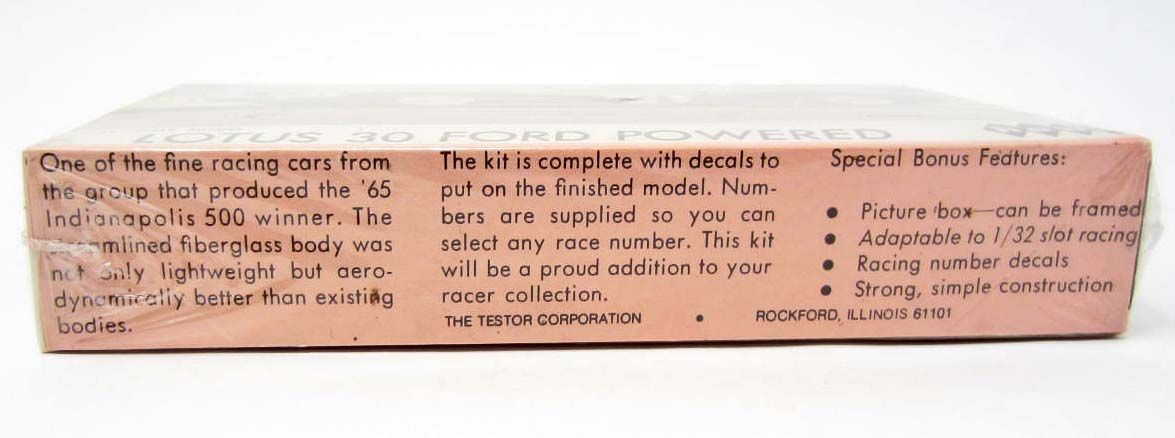 LOTUS 30 FORD POWERED
One of the fine racing cars from
the group that produced the '65
Indianapolis 500 winner. The
streamlined fiberglass body was
not only lightweight but aero-
dynamically better than existing
bodies.
The kit is complete with decals to
put on the finished model. Num-
bers are supplied so you can
select any race number. This kit
will be a proud addition to your
racer collection.
THE TESTOR CORPORATION • ROCKFORD, ILLINOIS 61101
Special Bonus Features:
• Picture box—can be framed
• Adaptable to 1/32 slot racing
• Racing number decals
• Strong, simple construction